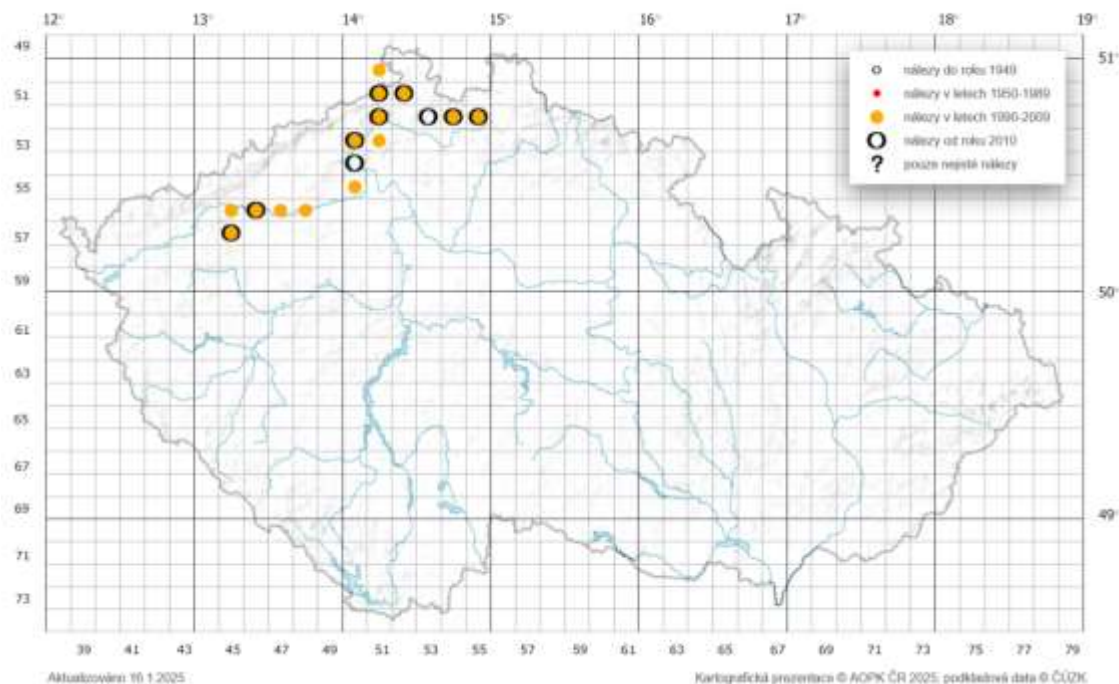 12° 13° 14° 15° 16° 17° 18° 19°
49 51°
51
53
55
57
59 50°
61
63
65
67
69 49°
71
73
39 41 43 45 47 49 51 53 55 57 59 61 63 65 67 69 71 73 75 77 79
nálezy do roku 1949
nálezy v letech 1950-1989
nálezy v letech 1990-2009
nálezy od roku 2010
? pouze nejisté nálezy
Aktualizováno 16.1.2025 Kartografická prezentace © AOPK ČR 2025, podkladová data © ČÚZK